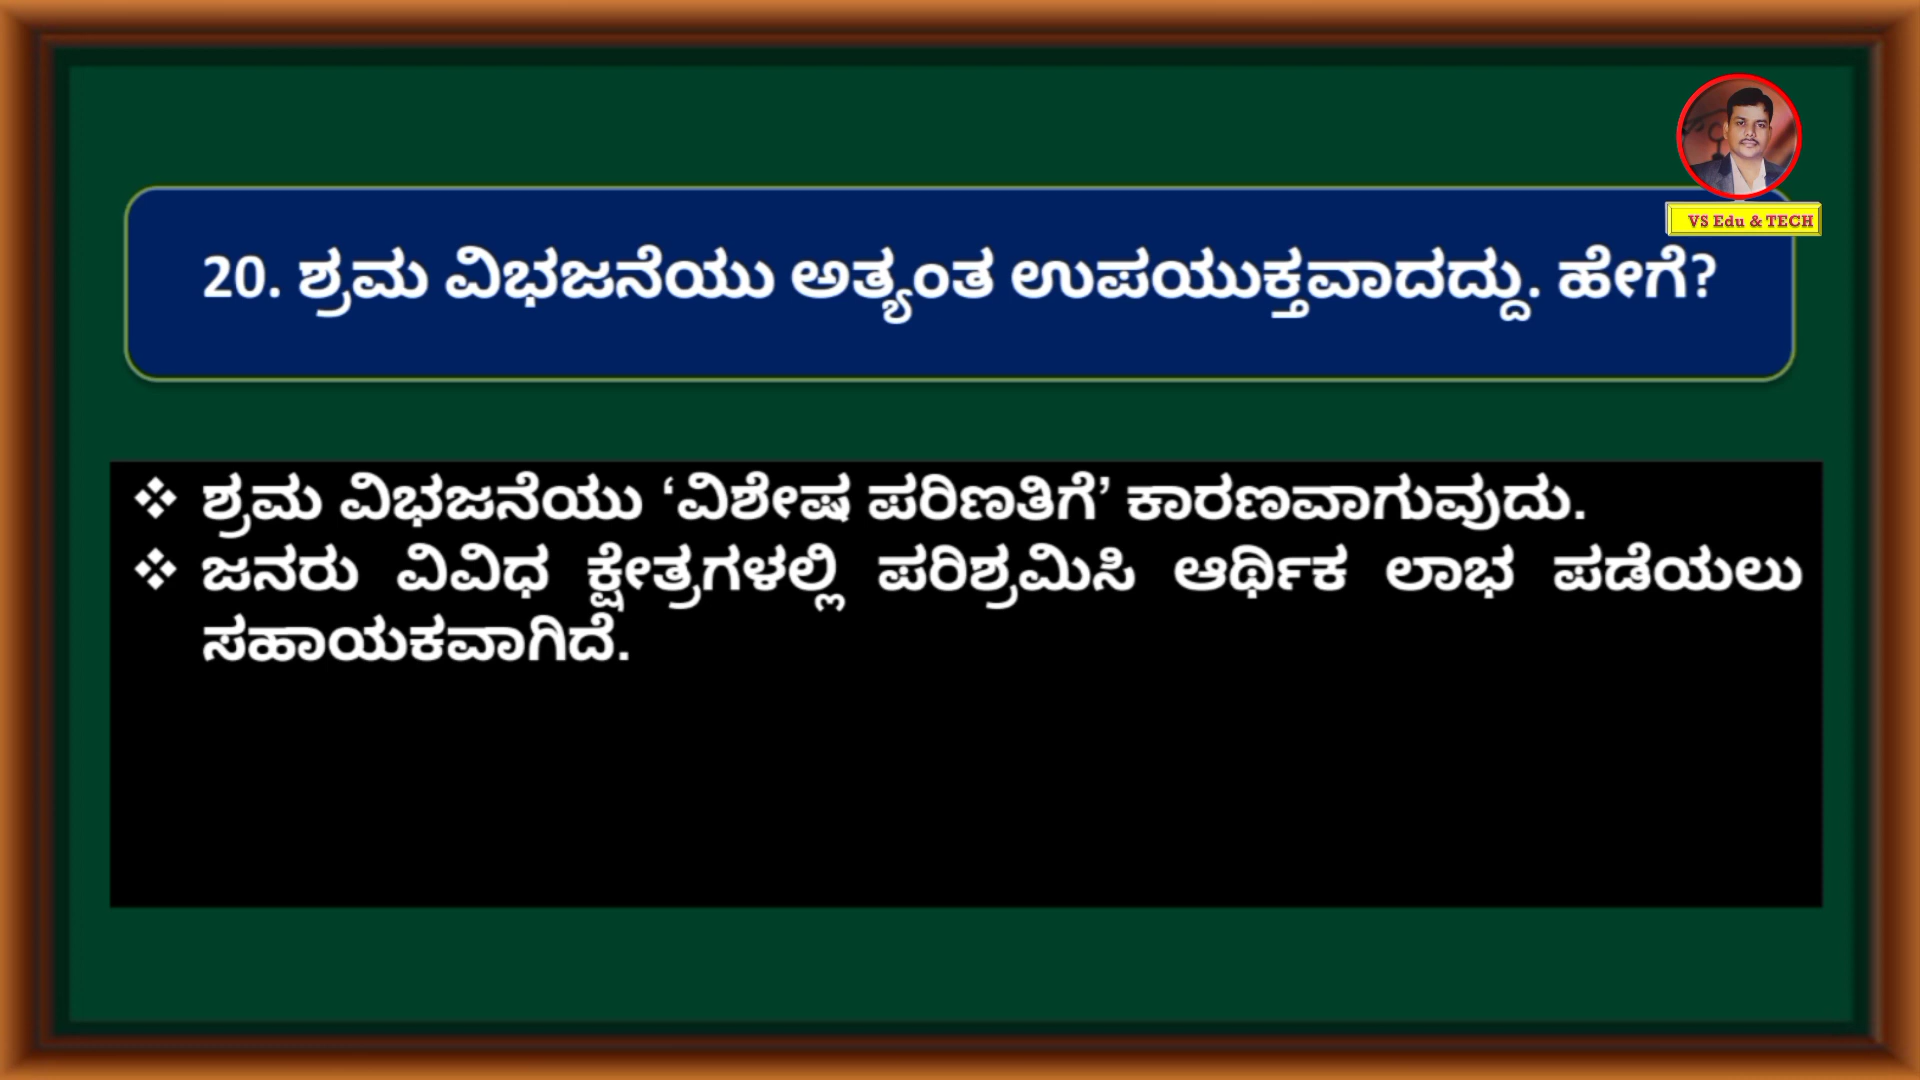 VS Edu & TECH
20. ಶ್ರಮ ವಿಭಜನೆಯು ಅತ್ಯಂತ ಉಪಯುಕ್ತವಾದದ್ದು. ಹೇಗೆ?
❖ ಶ್ರಮ ವಿಭಜನೆಯು ‘ವಿಶೇಷ ಪರಿಣತಿಗೆ’ ಕಾರಣವಾಗುವುದು.
❖ ಜನರು ವಿವಿಧ ಕ್ಷೇತ್ರಗಳಲ್ಲಿ ಪರಿಶ್ರಮಿಸಿ ಆರ್ಥಿಕ ಲಾಭ ಪಡೆಯಲು
ಸಹಾಯಕವಾಗಿದೆ.